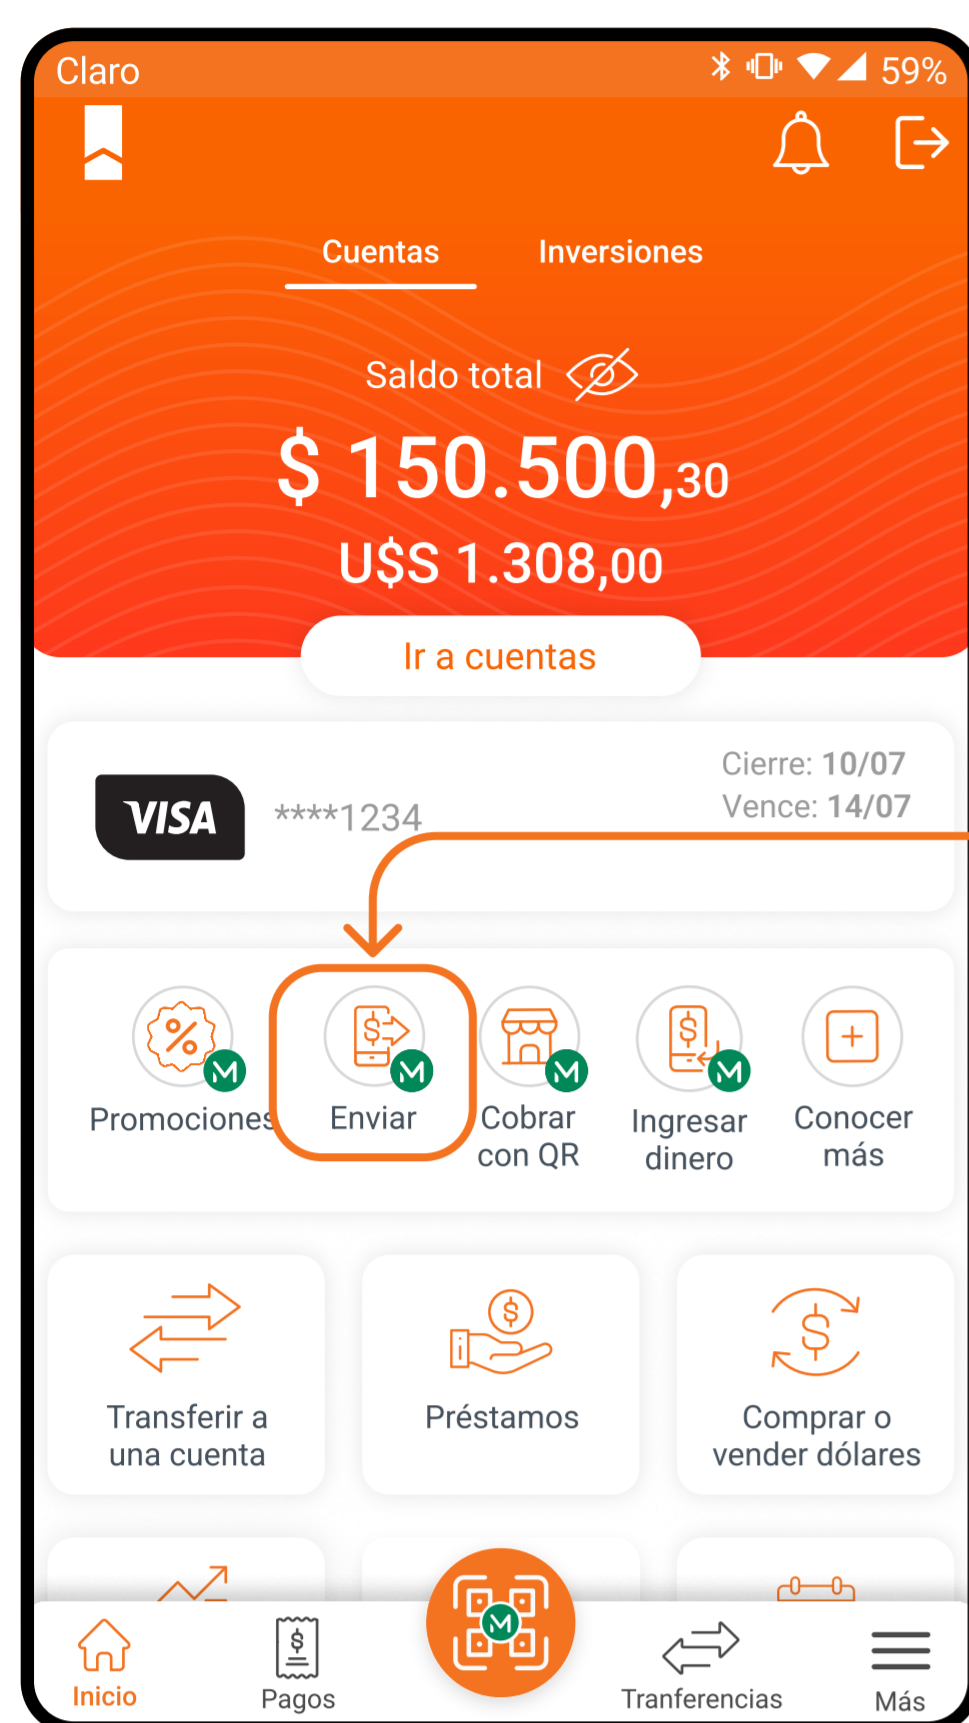 Claro
59%
Cuentas
Inversiones
Saldo total
$ 150.500,30
U$S 1.308,00
Ir a cuentas
VISA
****1234
Cierre: 10/07
Vence: 14/07
Promociones
Enviar
Cobrar
con QR
Ingresar
dinero
Conocer
más
Transferir a
una cuenta
Préstamos
Comprar o
vender dólares
Inicio
Pagos
Tranferencias
Más